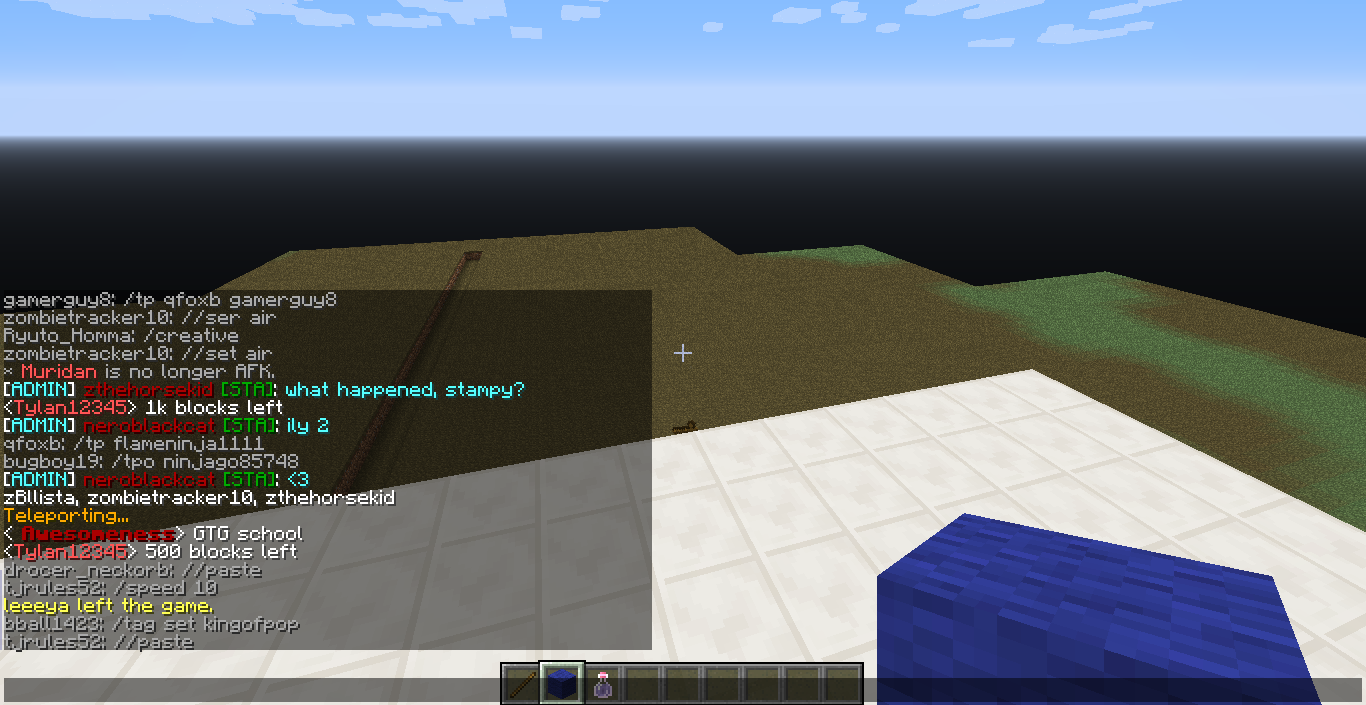 gamerguy8: /tp qfoxb gamerguy8
zombietracker10: //ser air
Ryuto_Homma: /creative
zombietracker10: //set air
* Muridan is no longer AFK.
[ADMIN] zthehorsekid [STA]: what happened, stampy?
<Tylan12345> 1k blocks left
[ADMIN] neroblackcat [STA]: ily 2
qfoxb: /tp flameninja1111
bugboy19: /tpo ninjago85748
[ADMIN] neroblackcat [STA]: <3
zBllista, zombietracker10, zthehorsekid
Teleporting...
< Awesomeness> GTG school
<Tylan12345> 500 blocks left
drocer_neckorb: //paste
tjrules52: /speed 10
leeeya left the game.
bball1423: /tag set kingofpop
tjrules52: //paste